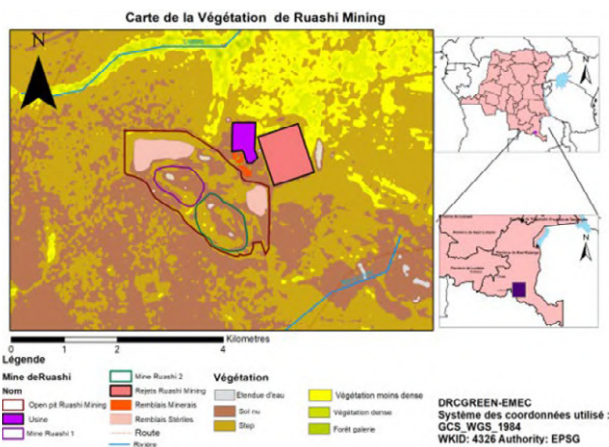 Carte de la Végétation de Ruashi Mining
N
N
N
Kilometres
0 1 2 4
Légende
Mine deRuashi
Nom
Open pit Ruashi Mining
Usine
Mine Ruashi 1
Mine Ruashi 2
Rejets Ruashi Mining
Remblais Minerais
Remblais Stériles
Route
Rivière
Végétation
Etendue d'eau
Sol nu
Step
Végétation moins dense
Végétation dense
Forêt galerie
DRCGREEN-EMEC
Système des coordonnées utilisé :
GCS_WGS_1984
WKID: 4326 Authority: EPSG